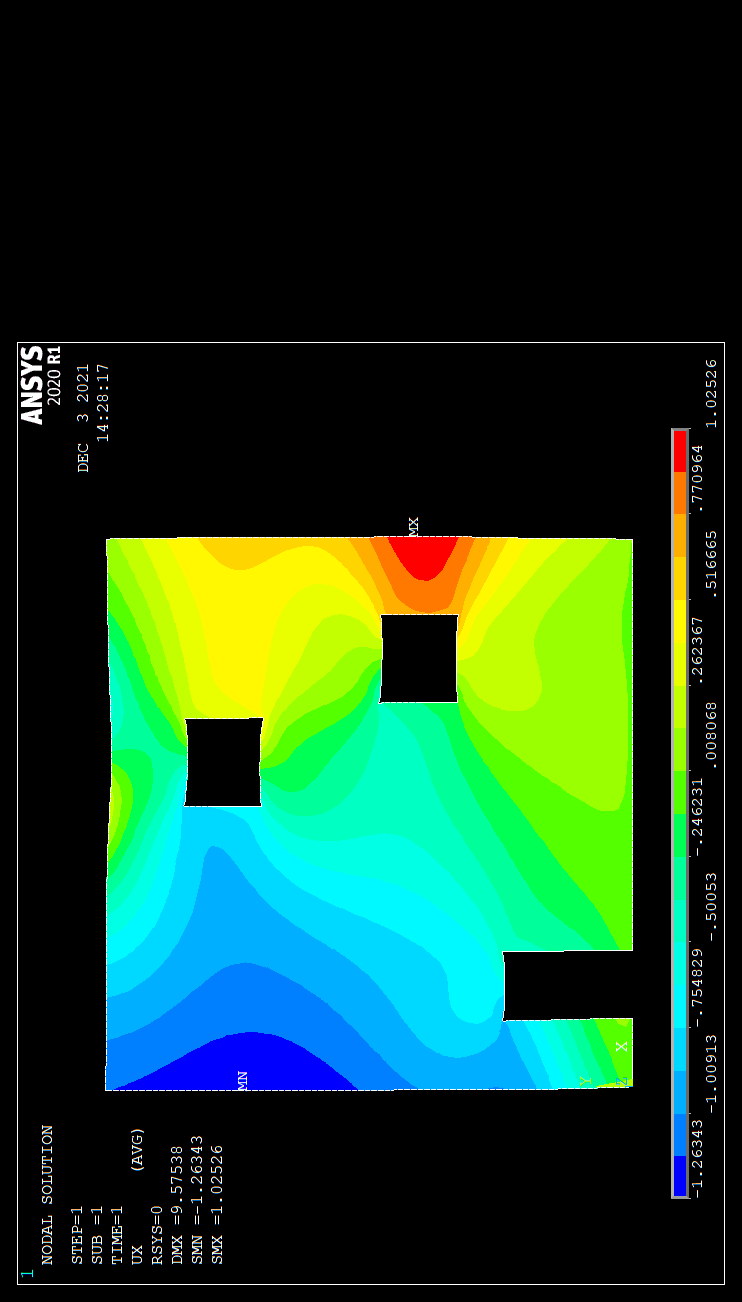 1
NODAL SOLUTION
STEP=1
SUB =1
TIME=1
UX (AVG)
RSYS=0
DMX =9.57538
SMN =-1.26343
SMX =1.02526
ANSYS
2020 R1
DEC 3 2021
14:28:17
MN
MX
Y
Z X
-1.26343
-1.00913
-.754829
-.50053
-.246231
.008068
.262367
.516665
.770964
1.02526